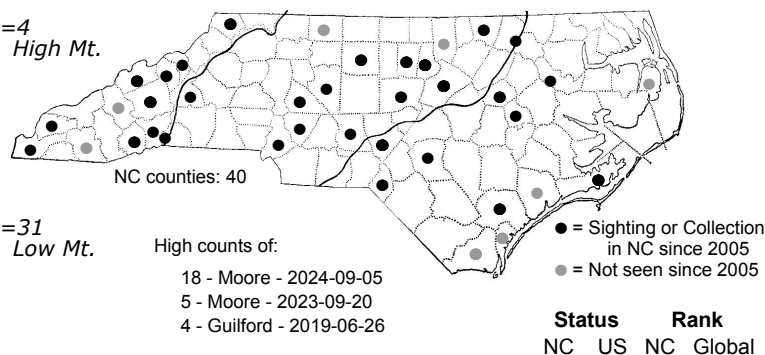 =4
High Mt.
NC counties: 40
=31
Low Mt.
High counts of:
18 - Moore - 2024-09-05
5 - Moore - 2023-09-20
4 - Guilford - 2019-06-26
● = Sighting or Collection
in NC since 2005
● = Not seen since 2005
Status Rank
NC US NC Global